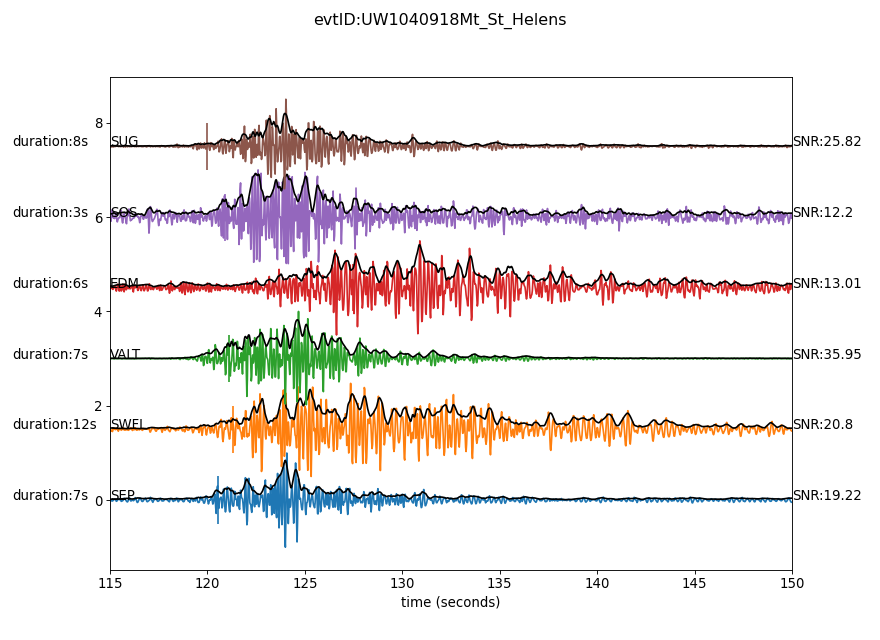 evtID:UW1040918Mt_St_Helens
8
duration:8s SUG SNR:25.82
duration:3s SOS SNR:12.2
6
duration:6s EDM SNR:13.01
4
duration:7s VALT SNR:35.95
2
duration:12s SWFL SNR:20.8
duration:7s SEP SNR:19.22
0
115 120 125 130 135 140 145 150
time (seconds)